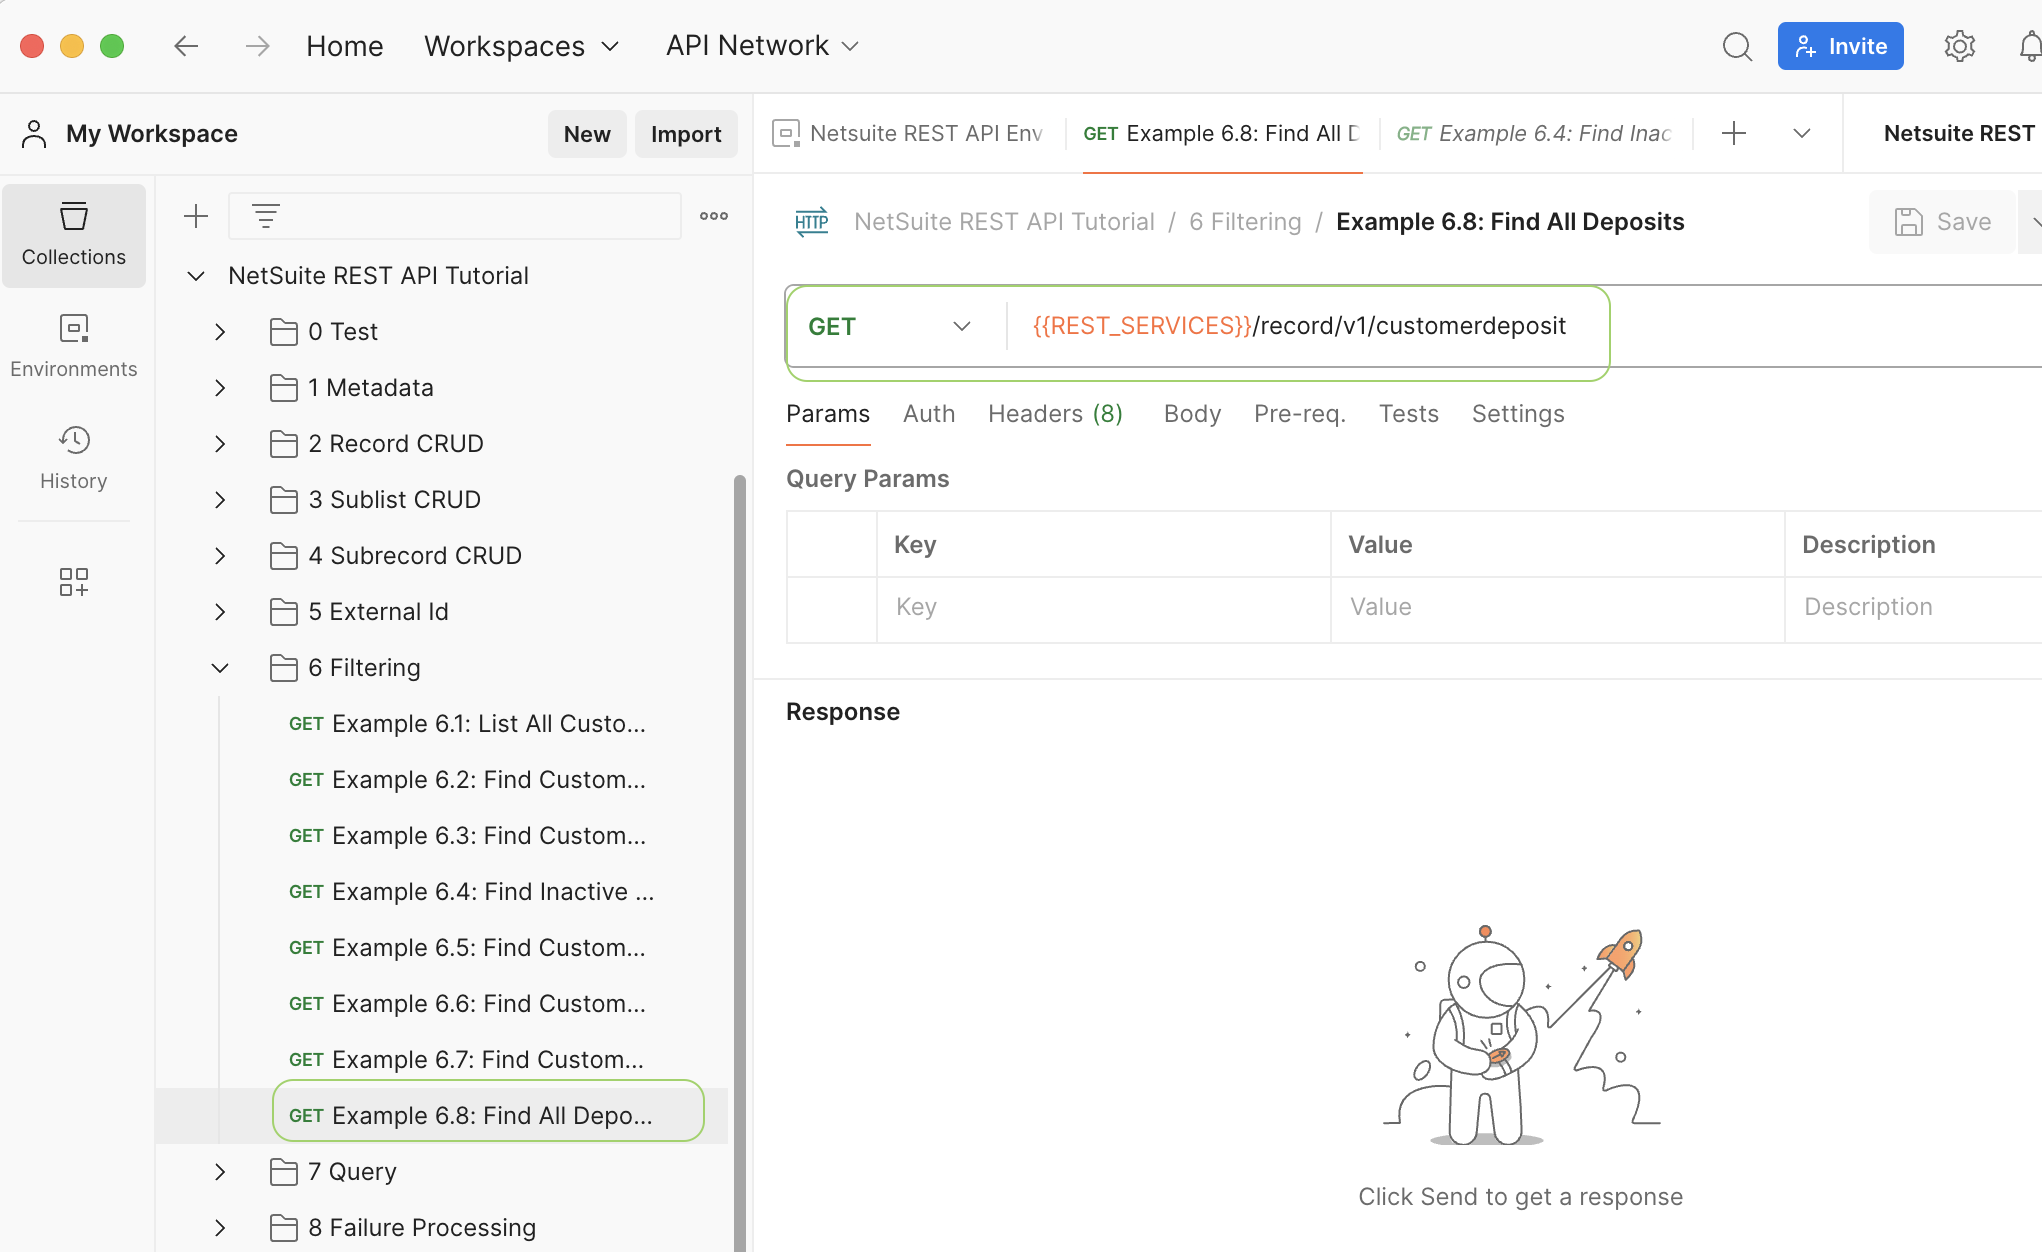 Home Workspaces API Network Invite
My Workspace New Import
Netsuite REST API Env GET Example 6.8: Find All D GET Example 6.4: Find Inac Netsuite REST
Collections
Environments
History
NetSuite REST API Tutorial
0 Test
1 Metadata
2 Record CRUD
3 Sublist CRUD
4 Subrecord CRUD
5 External Id
6 Filtering
GET Example 6.1: List All Custo...
GET Example 6.2: Find Custom...
GET Example 6.3: Find Custom...
GET Example 6.4: Find Inactive ...
GET Example 6.5: Find Custom...
GET Example 6.6: Find Custom...
GET Example 6.7: Find Custom...
GET Example 6.8: Find All Depo...
7 Query
8 Failure Processing
HTTP NetSuite REST API Tutorial / 6 Filtering / Example 6.8: Find All Deposits Save
GET {{REST_SERVICES}}/record/v1/customerdeposit
Params Auth Headers (8) Body Pre-req. Tests Settings
Query Params
Key Value Description
Key Value Description
Response
Click Send to get a response